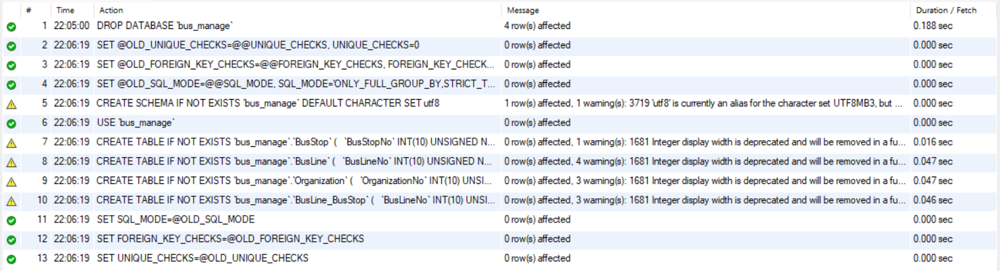 # Time Action Message Duration / Fetch
1 22:05:00 DROP DATABASE `bus_manage` 4 row(s) affected 0.188 sec
2 22:06:19 SET @OLD_UNIQUE_CHECKS=@@UNIQUE_CHECKS, UNIQUE_CHECKS=0 0 row(s) affected 0.000 sec
3 22:06:19 SET @OLD_FOREIGN_KEY_CHECKS=@@FOREIGN_KEY_CHECKS, FOREIGN_KEY_CHECK... 0 row(s) affected 0.000 sec
4 22:06:19 SET @OLD_SQL_MODE=@@SQL_MODE, SQL_MODE='ONLY_FULL_GROUP_BY,STRICT_T... 0 row(s) affected 0.000 sec
5 22:06:19 CREATE SCHEMA IF NOT EXISTS `bus_manage` DEFAULT CHARACTER SET utf8 1 row(s) affected, 1 warning(s): 3719 'utf8' is currently an alias for the character set UTF8MB3, but ... 0.000 sec
6 22:06:19 USE `bus_manage` 0 row(s) affected 0.000 sec
7 22:06:19 CREATE TABLE IF NOT EXISTS `bus_manage`.`BusStop` ( `BusStopNo` INT(10) UNSIGNED N... 0 row(s) affected, 1 warning(s): 1681 Integer display width is deprecated and will be removed in a fu... 0.016 sec
8 22:06:19 CREATE TABLE IF NOT EXISTS `bus_manage`.`BusLine` ( `BusLineNo` INT(10) UNSIGNED N... 0 row(s) affected, 4 warning(s): 1681 Integer display width is deprecated and will be removed in a fu... 0.047 sec
9 22:06:19 CREATE TABLE IF NOT EXISTS `bus_manage`.`Organization` ( `OrganizationNo` INT(10) UNSI... 0 row(s) affected, 3 warning(s): 1681 Integer display width is deprecated and will be removed in a fu... 0.047 sec
10 22:06:19 CREATE TABLE IF NOT EXISTS `bus_manage`.`BusLine_BusStop` ( `BusLineNo` INT(10) UNSI... 0 row(s) affected, 3 warning(s): 1681 Integer display width is deprecated and will be removed in a fu... 0.046 sec
11 22:06:19 SET SQL_MODE=@OLD_SQL_MODE 0 row(s) affected 0.000 sec
12 22:06:19 SET FOREIGN_KEY_CHECKS=@OLD_FOREIGN_KEY_CHECKS 0 row(s) affected 0.000 sec
13 22:06:19 SET UNIQUE_CHECKS=@OLD_UNIQUE_CHECKS 0 row(s) affected 0.000 sec